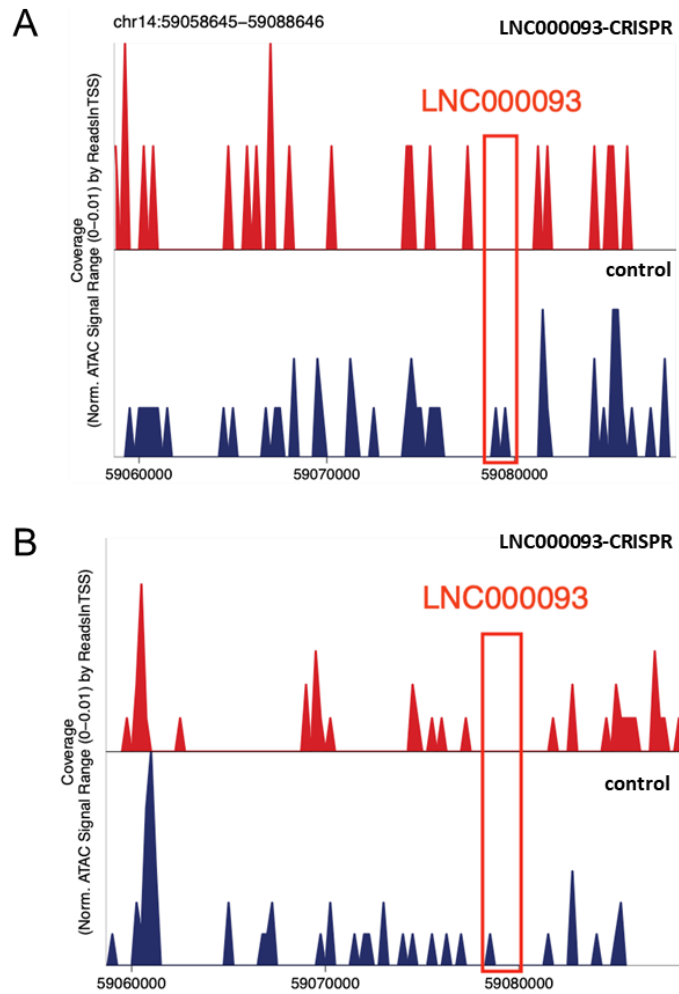 A
chr14:59058645−59088646
LNC000093-CRISPR
LNC000093
Coverage
(Norm. ATAC Signal Range (0−0.01) by ReadsInTSS)
control
59060000
59070000
59080000
B
LNC000093-CRISPR
LNC000093
Coverage
(Norm. ATAC Signal Range (0−0.01) by ReadsInTSS)
control
59060000
59070000
59080000